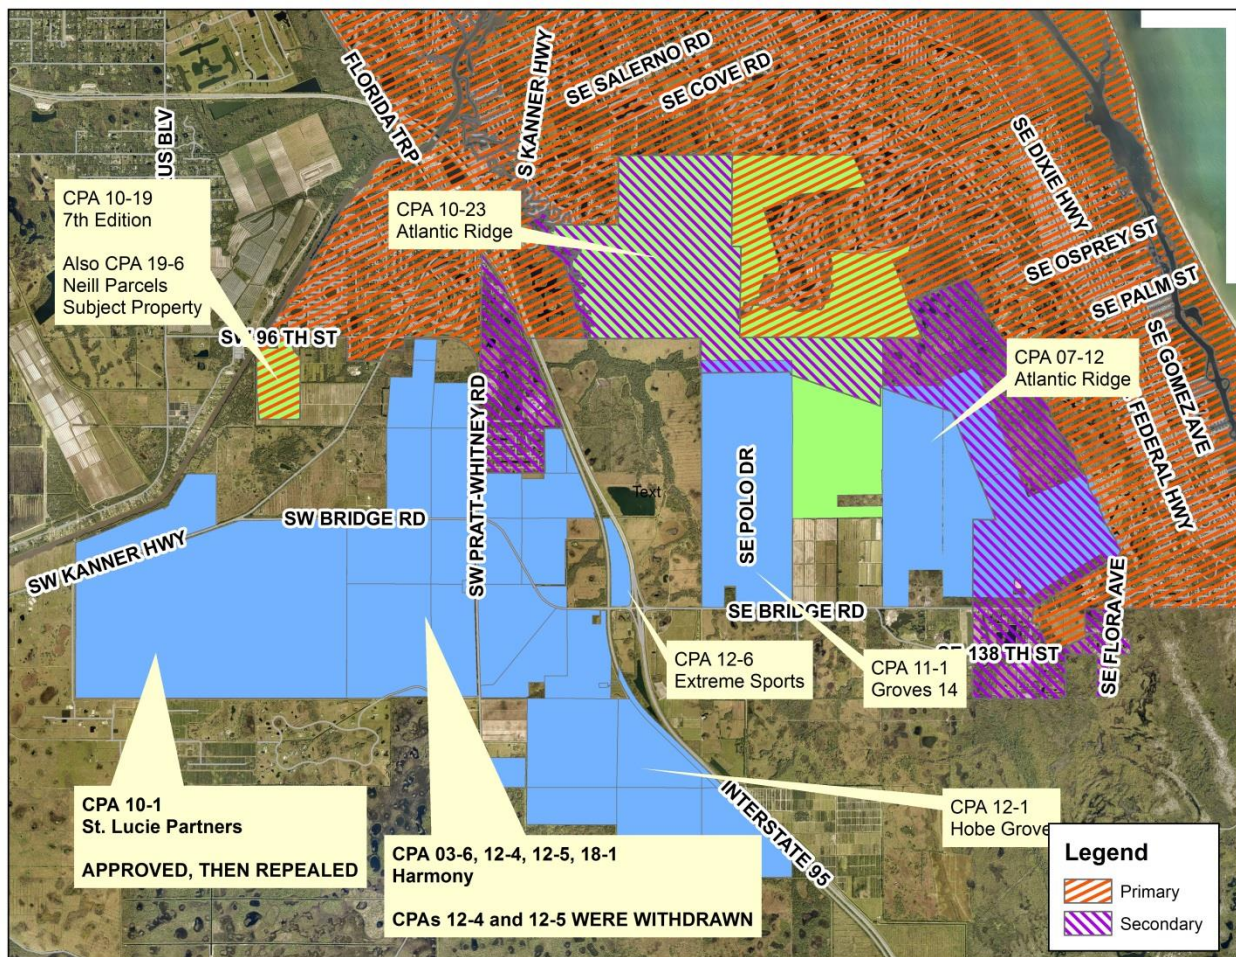 FLORIDA TRP
S KANNER HWY
SE SALERNO RD
SE COVE RD
US BLV
SE DIXIE HWY
CPA 10-19
7th Edition
Also CPA 19-6
Neill Parcels
Subject Property
CPA 10-23
Atlantic Ridge
SE OSPREY ST
SE PALM ST
SE GOMEZ AVE
SW 96 TH ST
CPA 07-12
Atlantic Ridge
FEDERAL HWY
SW PRATT-WHITNEY RD
SE POLO DR
Text
SW BRIDGE RD
SW KANNER HWY
SE BRIDGE RD
SE FLORA AVE
138 TH ST
CPA 12-6
Extreme Sports
CPA 11-1
Groves 14
CPA 10-1
St. Lucie Partners
APPROVED, THEN REPEALED
CPA 03-6, 12-4, 12-5, 18-1
Harmony
CPAs 12-4 and 12-5 WERE WITHDRAWN
INTERSTATE 95
CPA 12-1
Hobe Grove
Legend
Primary
Secondary